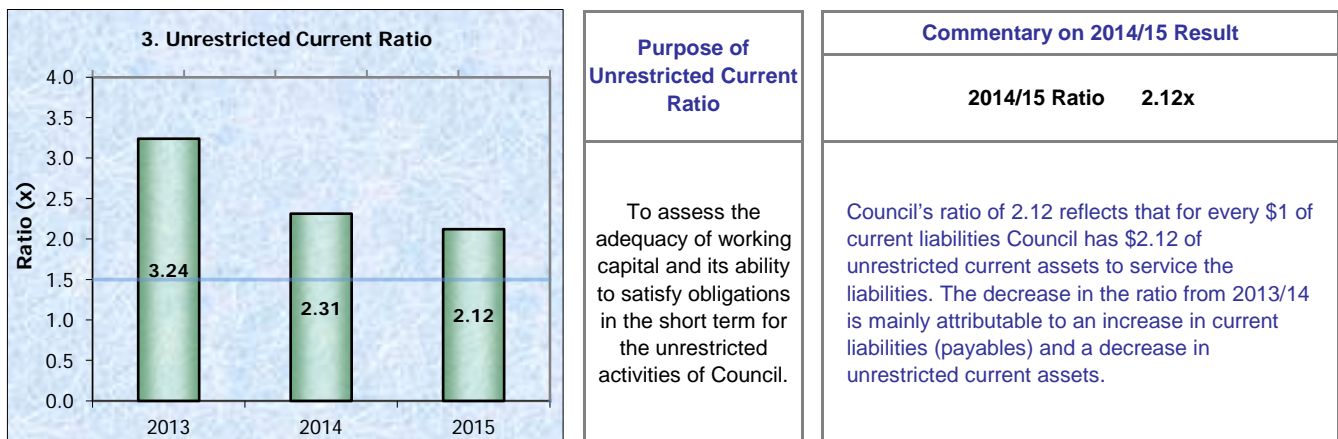 3. Unrestricted Current Ratio
4.0
3.5
3.0
2.5
2.0
1.5
1.0
0.5
0.0
Ratio (x)
3.24
2.31
2.12
2013
2014
2015
Purpose of
Unrestricted Current
Ratio
To assess the
adequacy of working
capital and its ability
to satisfy obligations
in the short term for
the unrestricted
activities of Council.
Commentary on 2014/15 Result
2014/15 Ratio 2.12x
Council's ratio of 2.12 reflects that for every $1 of
current liabilities Council has $2.12 of
unrestricted current assets to service the
liabilities. The decrease in the ratio from 2013/14
is mainly attributable to an increase in current
liabilities (payables) and a decrease in
unrestricted current assets.